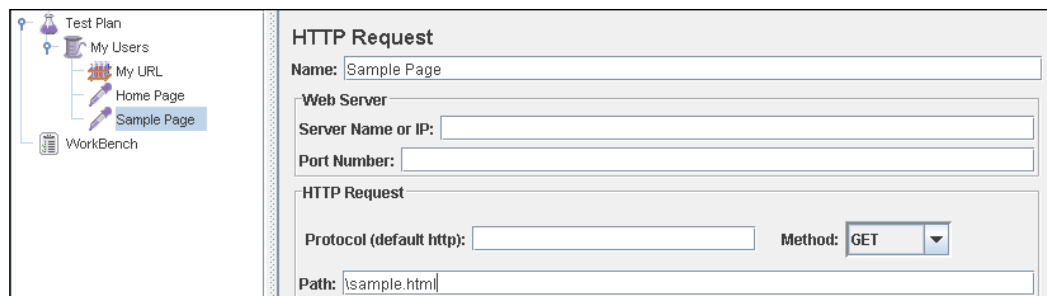 Test Plan
My Users
My URL
Home Page
Sample Page
WorkBench
HTTP Request
Name: Sample Page
Web Server
Server Name or IP:
Port Number:
HTTP Request
Protocol (default http): Method: GET
Path: \sample.html